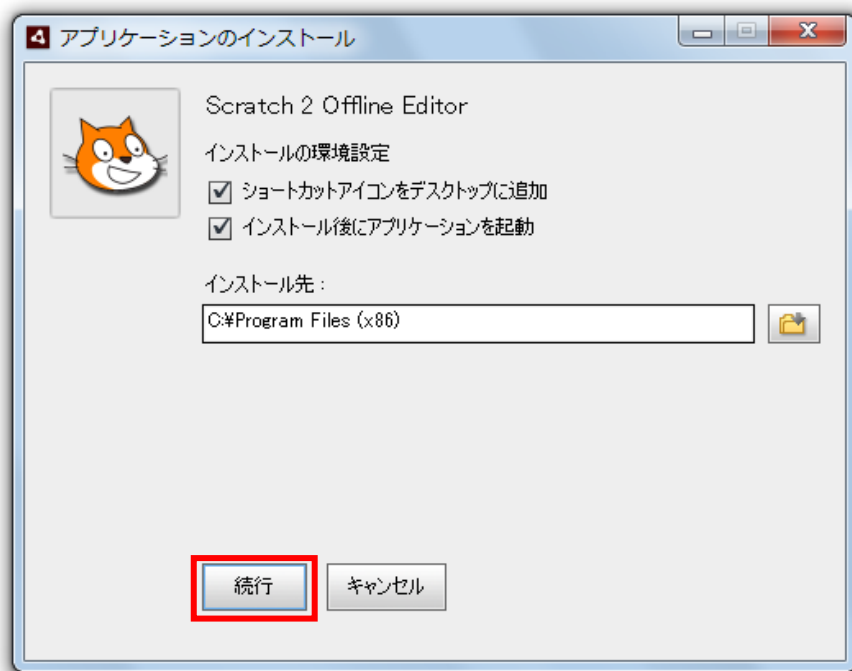 アプリケーションのインストール
Scratch 2 Offline Editor
インストールの環境設定
ショートカットアイコンをデスクトップに追加
インストール後にアプリケーションを起動
インストール先：
C:¥Program Files (x86)
続行
キャンセル